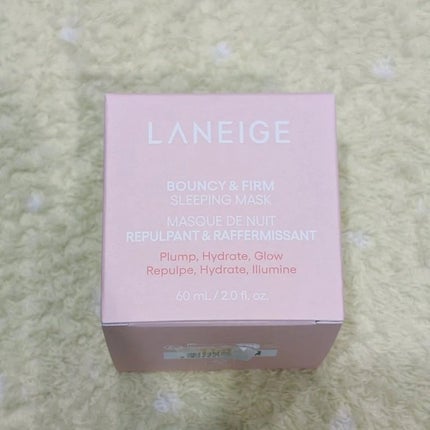 LANEIGE
BOUNCY & FIRM
SLEEPING MASK
MASQUE DE NUIT
REPULPANT & RAFFERMISSANT
Plump, Hydrate, Glow
Repulpe, Hydrate, Illumine
60 mL / 2.0 fl. oz.